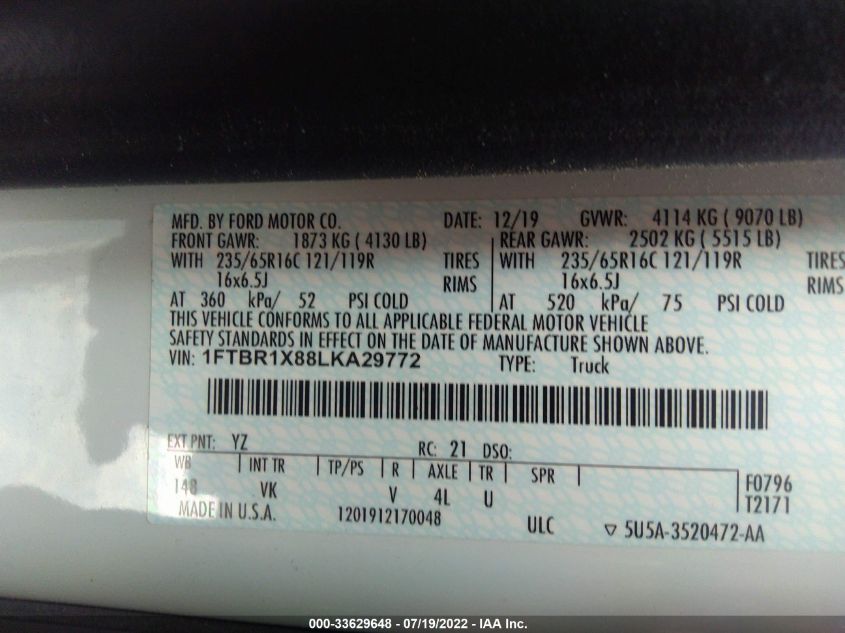 MFD. BY FORD MOTOR CO. DATE: 12/19 GVWR: 4114 KG ( 9070 LB)
FRONT GAWR: 1873 KG ( 4130 LB) REAR GAWR: 2502 KG ( 5515 LB)
WITH 235/65R16C 121/119R TIRES WITH 235/65R16C 121/119R TIRES
16x6.5J RIMS 16x6.5J RIMS
AT 360 kPa/ 52 PSI COLD AT 520 kPa/ 75 PSI COLD
THIS VEHICLE CONFORMS TO ALL APPLICABLE FEDERAL MOTOR VEHICLE
SAFETY STANDARDS IN EFFECT ON THE DATE OF MANUFACTURE SHOWN ABOVE.
VIN: 1FTBR1X88LKA29772 TYPE: Truck
EXT PNT: YZ RC: 21 DSO:
WB INT TR TP/PS R AXLE TR SPR F0796
148 VK V 4L U T2171
MADE IN U.S.A. 1201912170048 ULC ▽ 5U5A-3520472-AA
000-33629648 - 07/19/2022 - IAA Inc.